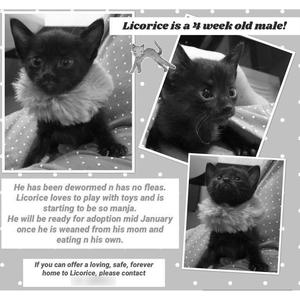 Licorice is a 4 week old male!
He has been dewormed n has no fleas.
Licorice loves to play with toys and is
starting to be so manja.
He will be ready for adoption mid January
once he is weaned from his mom and
eating n his own.
If you can offer a loving, safe, forever
home to Licorice, please contact